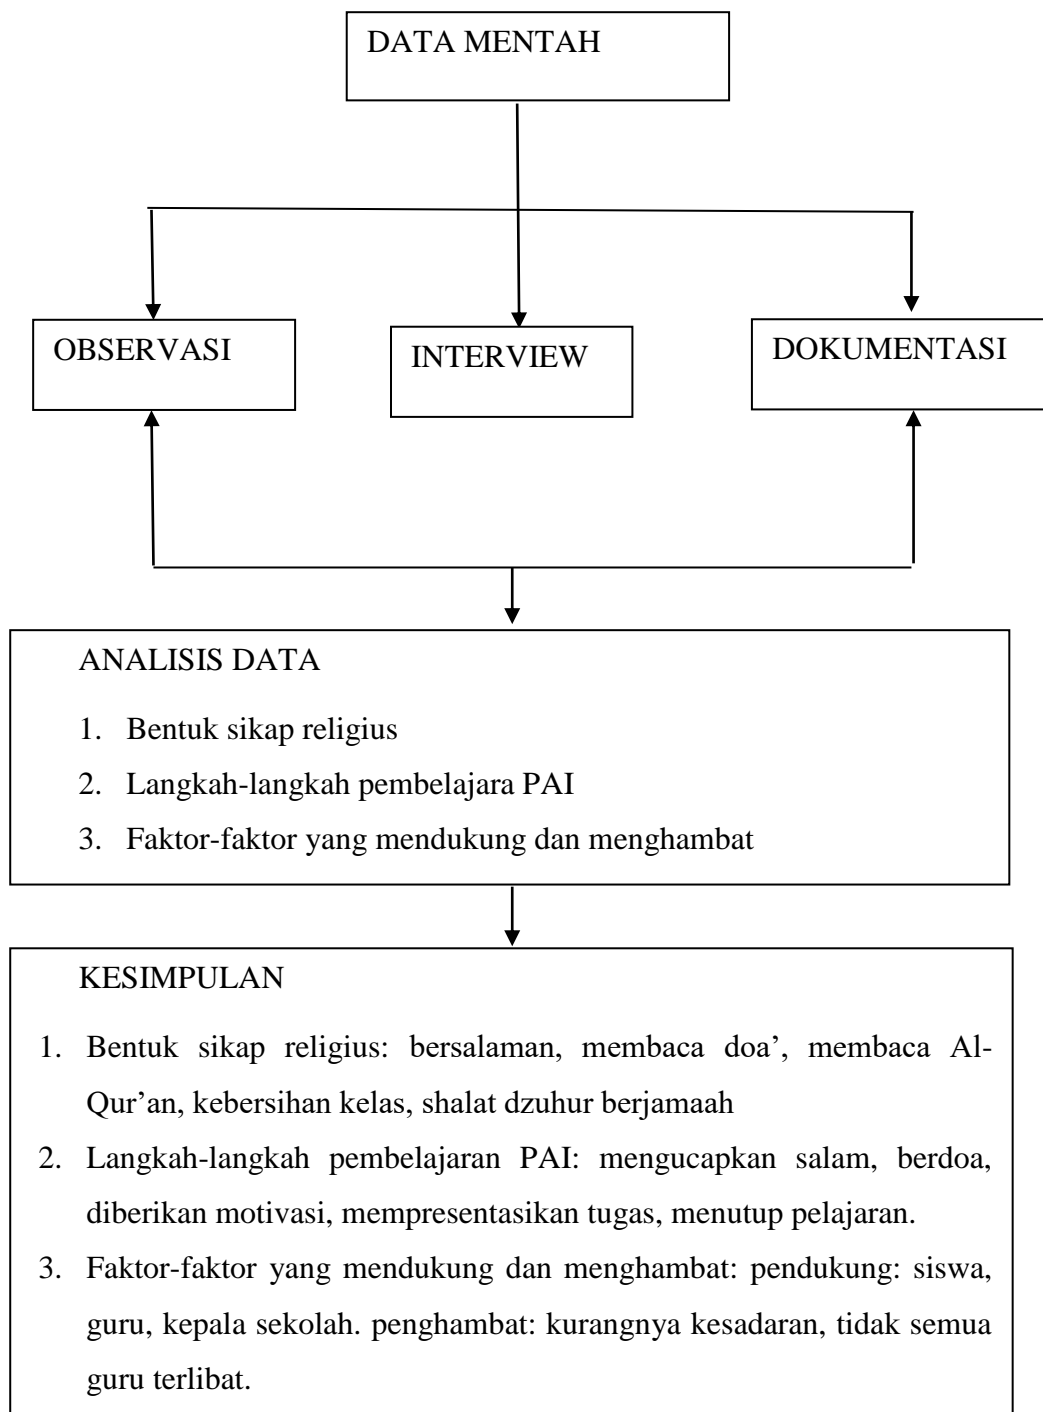 DATA MENTAH
OBSERVASI
INTERVIEW
DOKUMENTASI
ANALISIS DATA
1. Bentuk sikap religius
2. Langkah-langkah pembelajara PAI
3. Faktor-faktor yang mendukung dan menghambat
KESIMPULAN
1. Bentuk sikap religius: bersalaman, membaca doa’, membaca Al-
Qur’an, kebersihan kelas, shalat dzuhur berjamaah
2. Langkah-langkah pembelajaran PAI: mengucapkan salam, berdoa,
diberikan motivasi, mempresentasikan tugas, menutup pelajaran.
3. Faktor-faktor yang mendukung dan menghambat: pendukung: siswa,
guru, kepala sekolah. penghambat: kurangnya kesadaran, tidak semua
guru terlibat.